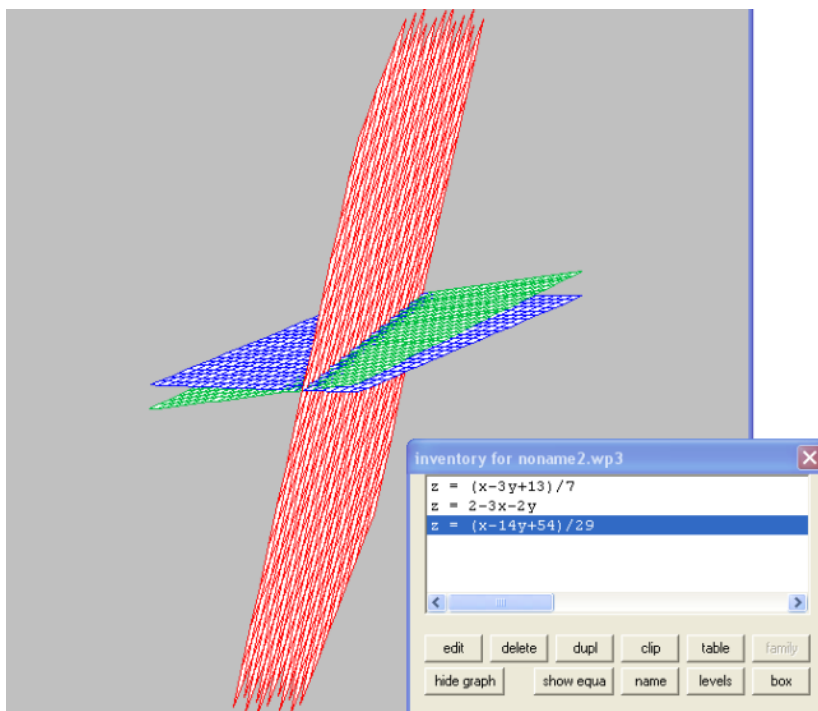 inventory for noname2.wp3
z = (x-3y+13)/7
z = 2-3x-2y
z = (x-14y+54)/29
edit delete dupl clip table family
hide graph show equa name levels box